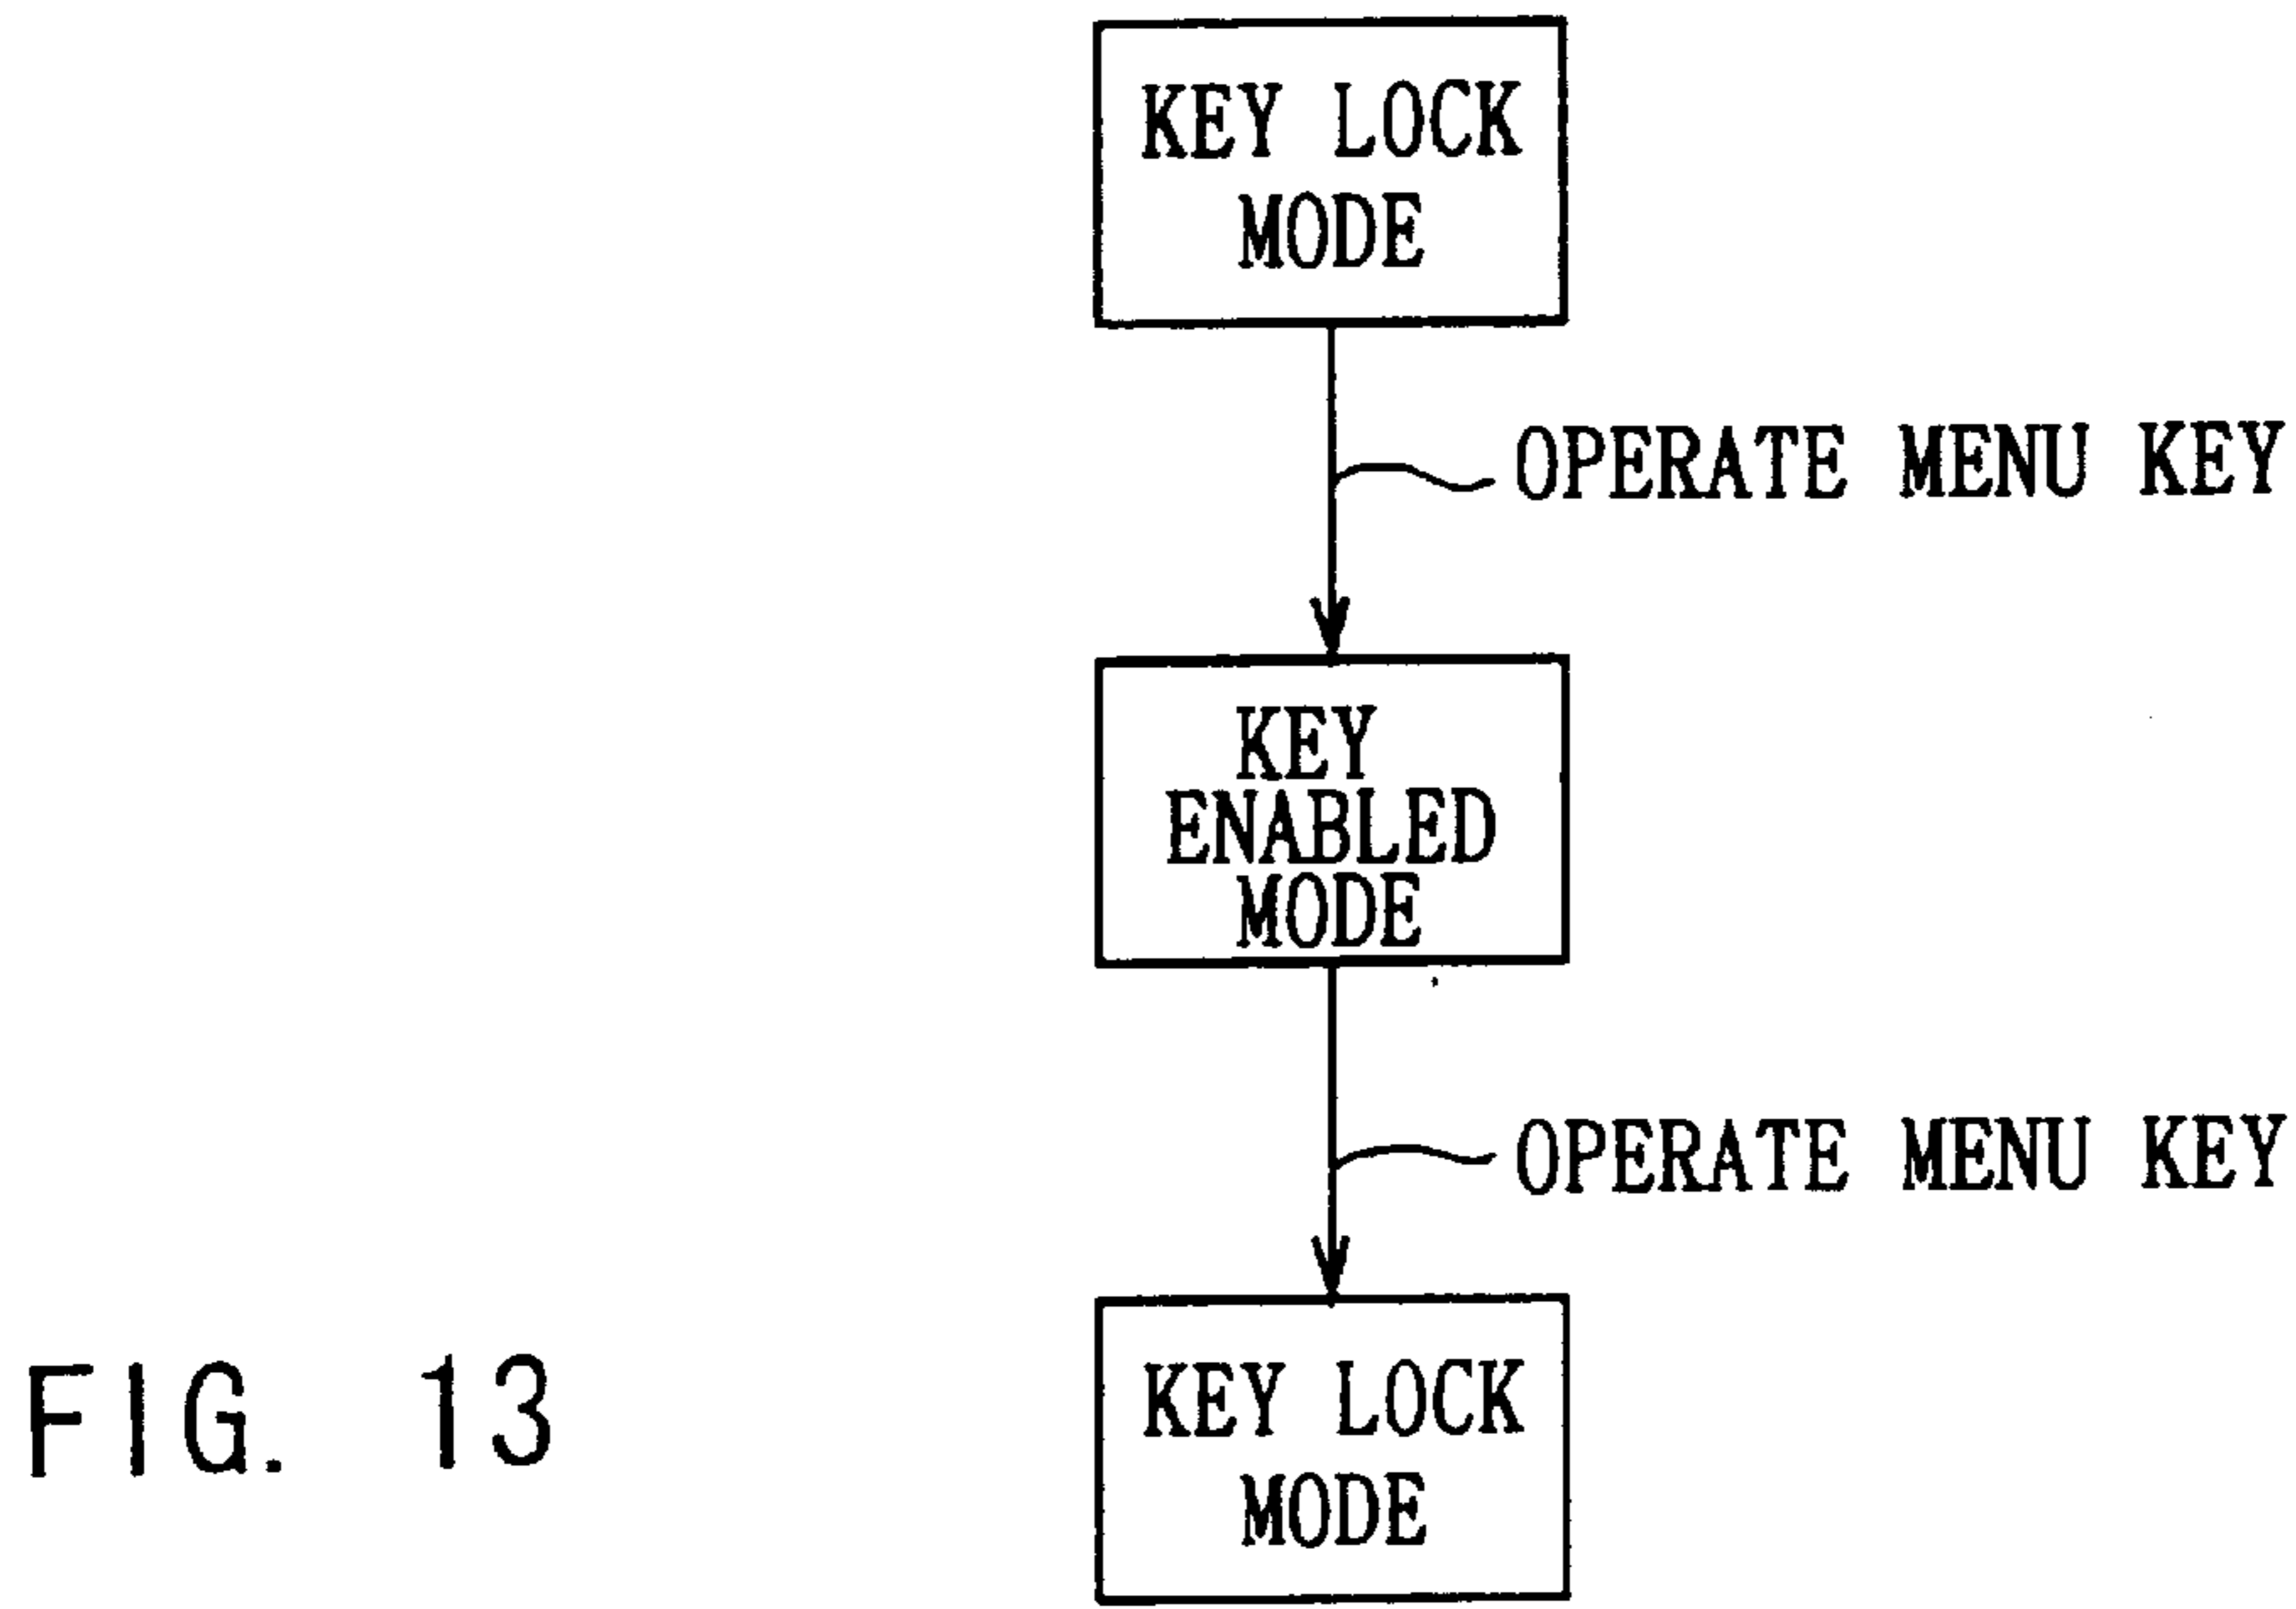 KEY LOCK
MODE
OPERATE MENU KEY
KEY
ENABLED
MODE
OPERATE MENU KEY
KEY LOCK
MODE
FIG. 13